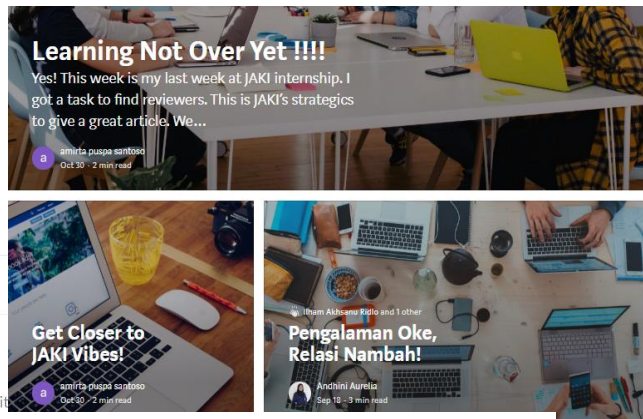 Learning Not Over Yet !!!!
Yes! This week is my last week at JAKI internship. I
got a task to find reviewers. This is JAKI's strategics
to give a great article. We...
a
amirta puspa santoso
Oct 30 · 2 min read
Get Closer to
JAKI Vibes!
a
amirta puspa santoso
Oct 30 · 2 min read
Ilham Akhsanu Ridlo and 1 other
Pengalaman Oke,
Relasi Nambah!
Andhini Aurelia
Sep 18 · 3 min read